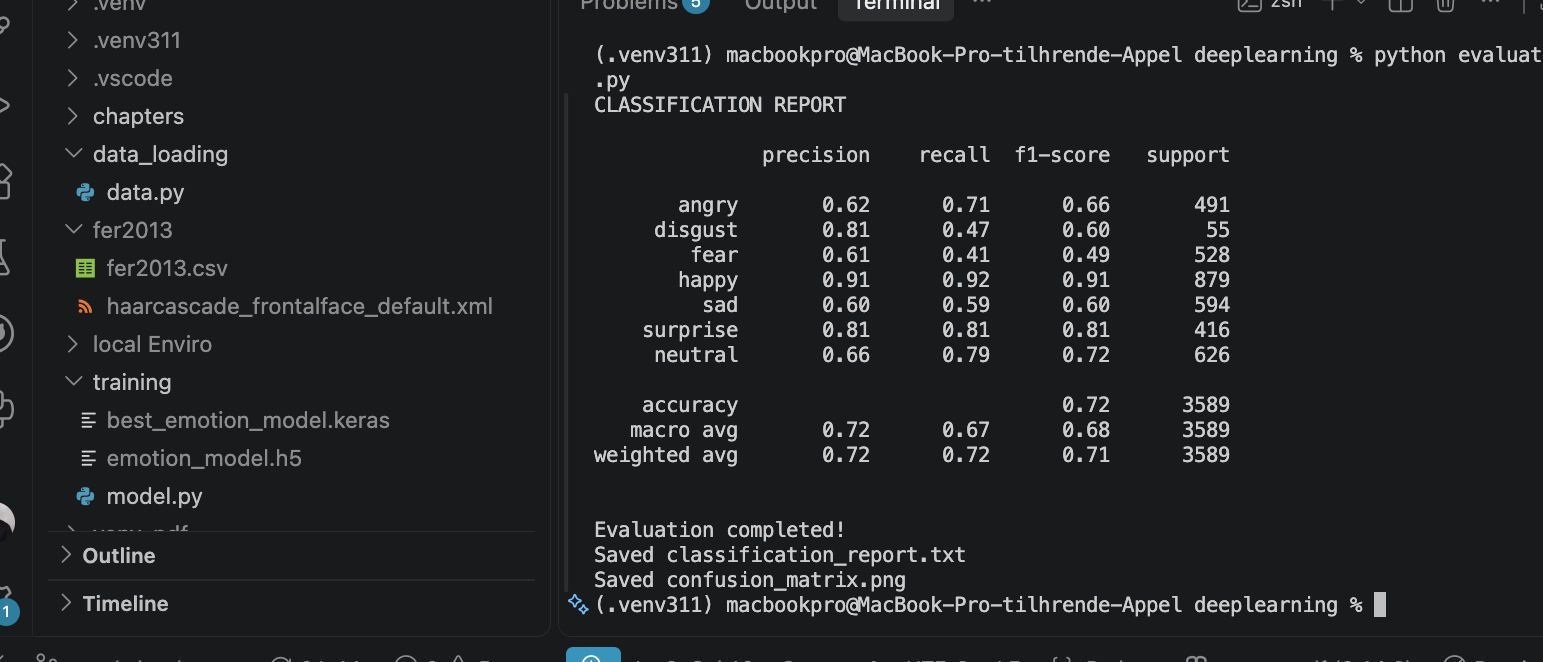 .venv
.venv311
.vscode
chapters
data_loading
data.py
fer2013
fer2013.csv
haarcascade_frontalface_default.xml
local Enviro
training
best_emotion_model.keras
emotion_model.h5
model.py
Outline
Timeline
1
Problems 5 Output Terminal ··· zsh
(.venv311) macbookpro@MacBook-Pro-tilhrende-Appel deeplearning % python evaluat
.py
CLASSIFICATION REPORT
precision recall f1-score support
angry 0.62 0.71 0.66 491
disgust 0.81 0.47 0.60 55
fear 0.61 0.41 0.49 528
happy 0.91 0.92 0.91 879
sad 0.60 0.59 0.60 594
surprise 0.81 0.81 0.81 416
neutral 0.66 0.79 0.72 626
accuracy 0.72 3589
macro avg 0.72 0.67 0.68 3589
weighted avg 0.72 0.72 0.71 3589
Evaluation completed!
Saved classification_report.txt
Saved confusion_matrix.png
(.venv311) macbookpro@MacBook-Pro-tilhrende-Appel deeplearning %